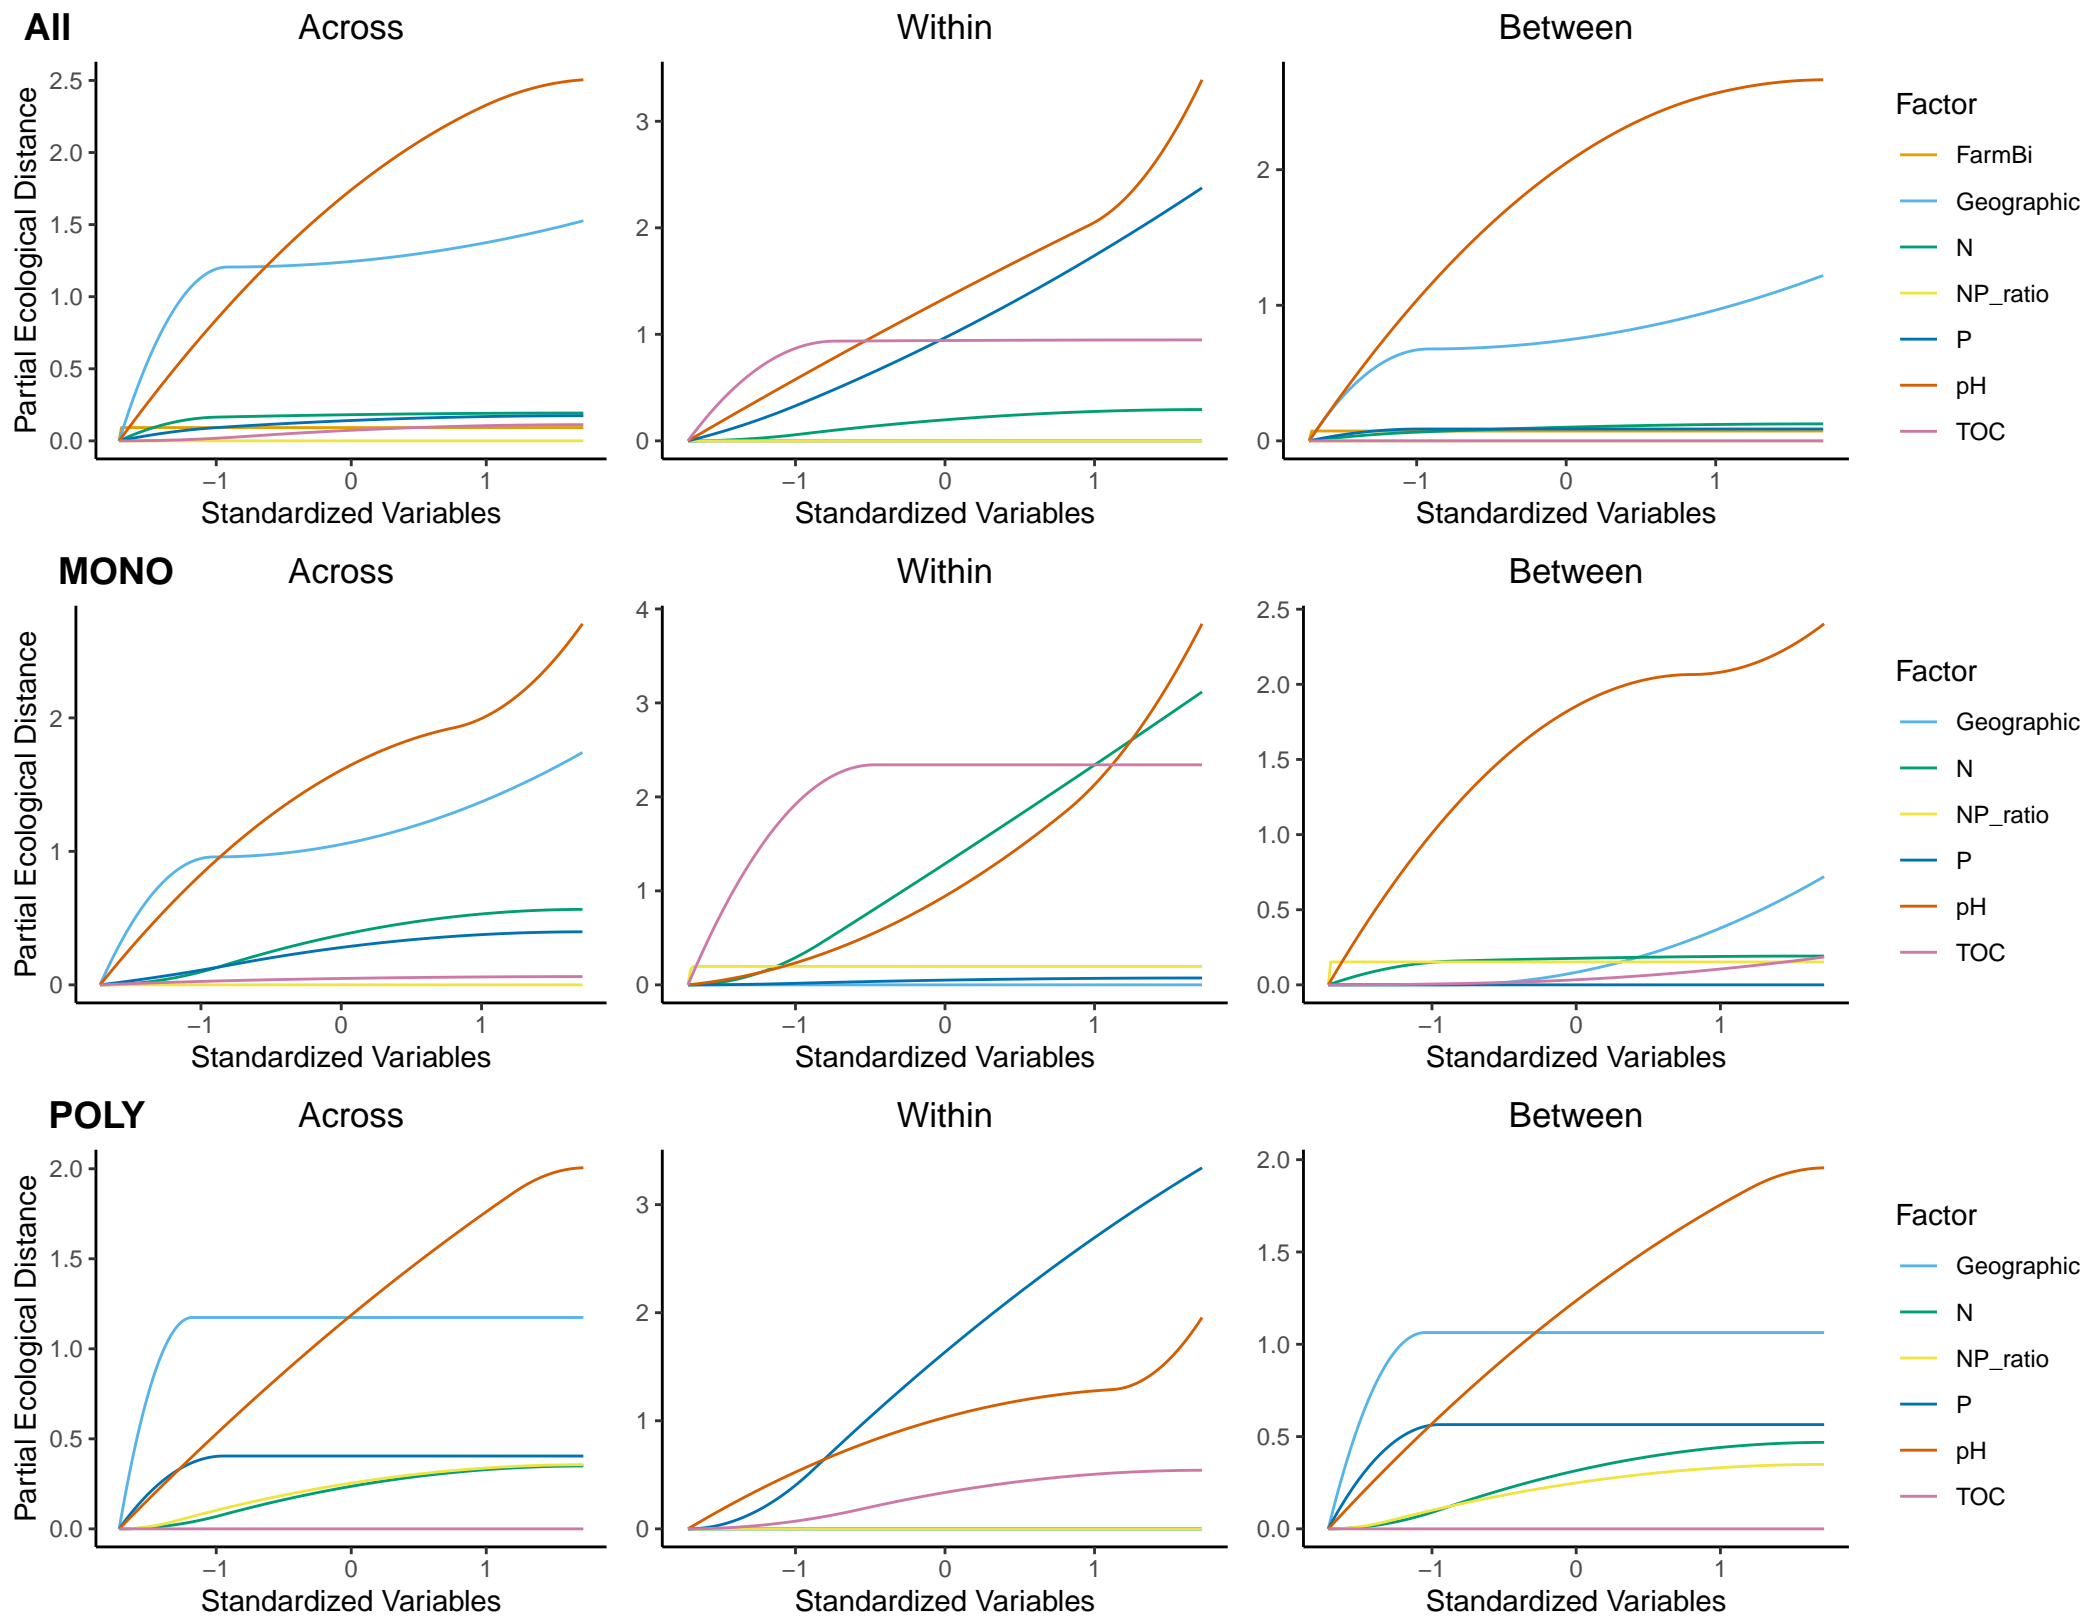 All
Across
Within
Between
Partial Ecological Distance
2.5
2.0
1.5
1.0
0.5
0.0
−1
0
1
Standardized Variables
3
2
1
0
−1
0
1
Standardized Variables
2
1
0
−1
0
1
Standardized Variables
Factor
FarmBi
Geographic
N
NP_ratio
P
pH
TOC
MONO
Across
Within
Between
Partial Ecological Distance
2
1
0
−1
0
1
Standardized Variables
4
3
2
1
0
−1
0
1
Standardized Variables
2.5
2.0
1.5
1.0
0.5
0.0
−1
0
1
Standardized Variables
Factor
Geographic
N
NP_ratio
P
pH
TOC
POLY
Across
Within
Between
Partial Ecological Distance
2.0
1.5
1.0
0.5
0.0
−1
0
1
Standardized Variables
3
2
1
0
−1
0
1
Standardized Variables
2.0
1.5
1.0
0.5
0.0
−1
0
1
Standardized Variables
Factor
Geographic
N
NP_ratio
P
pH
TOC